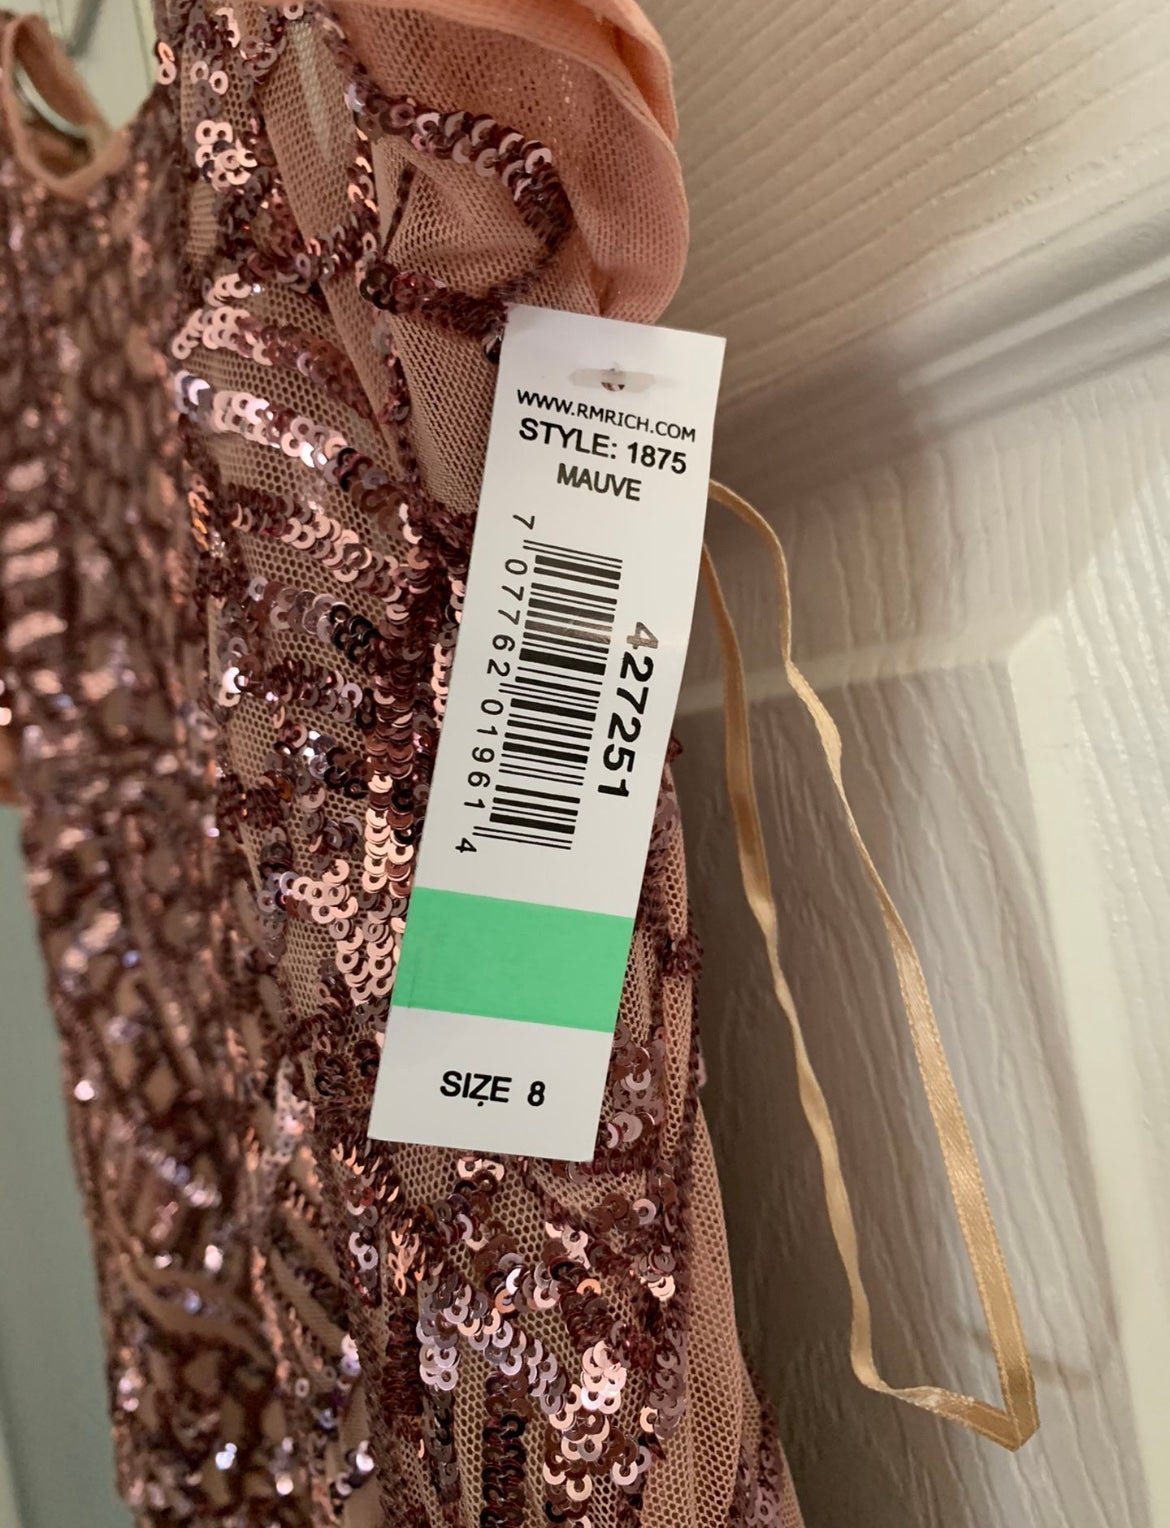 WWW.RMRICH.COM
STYLE: 1875
MAUVE
427251
7 07762 01961 4
SIZE 8